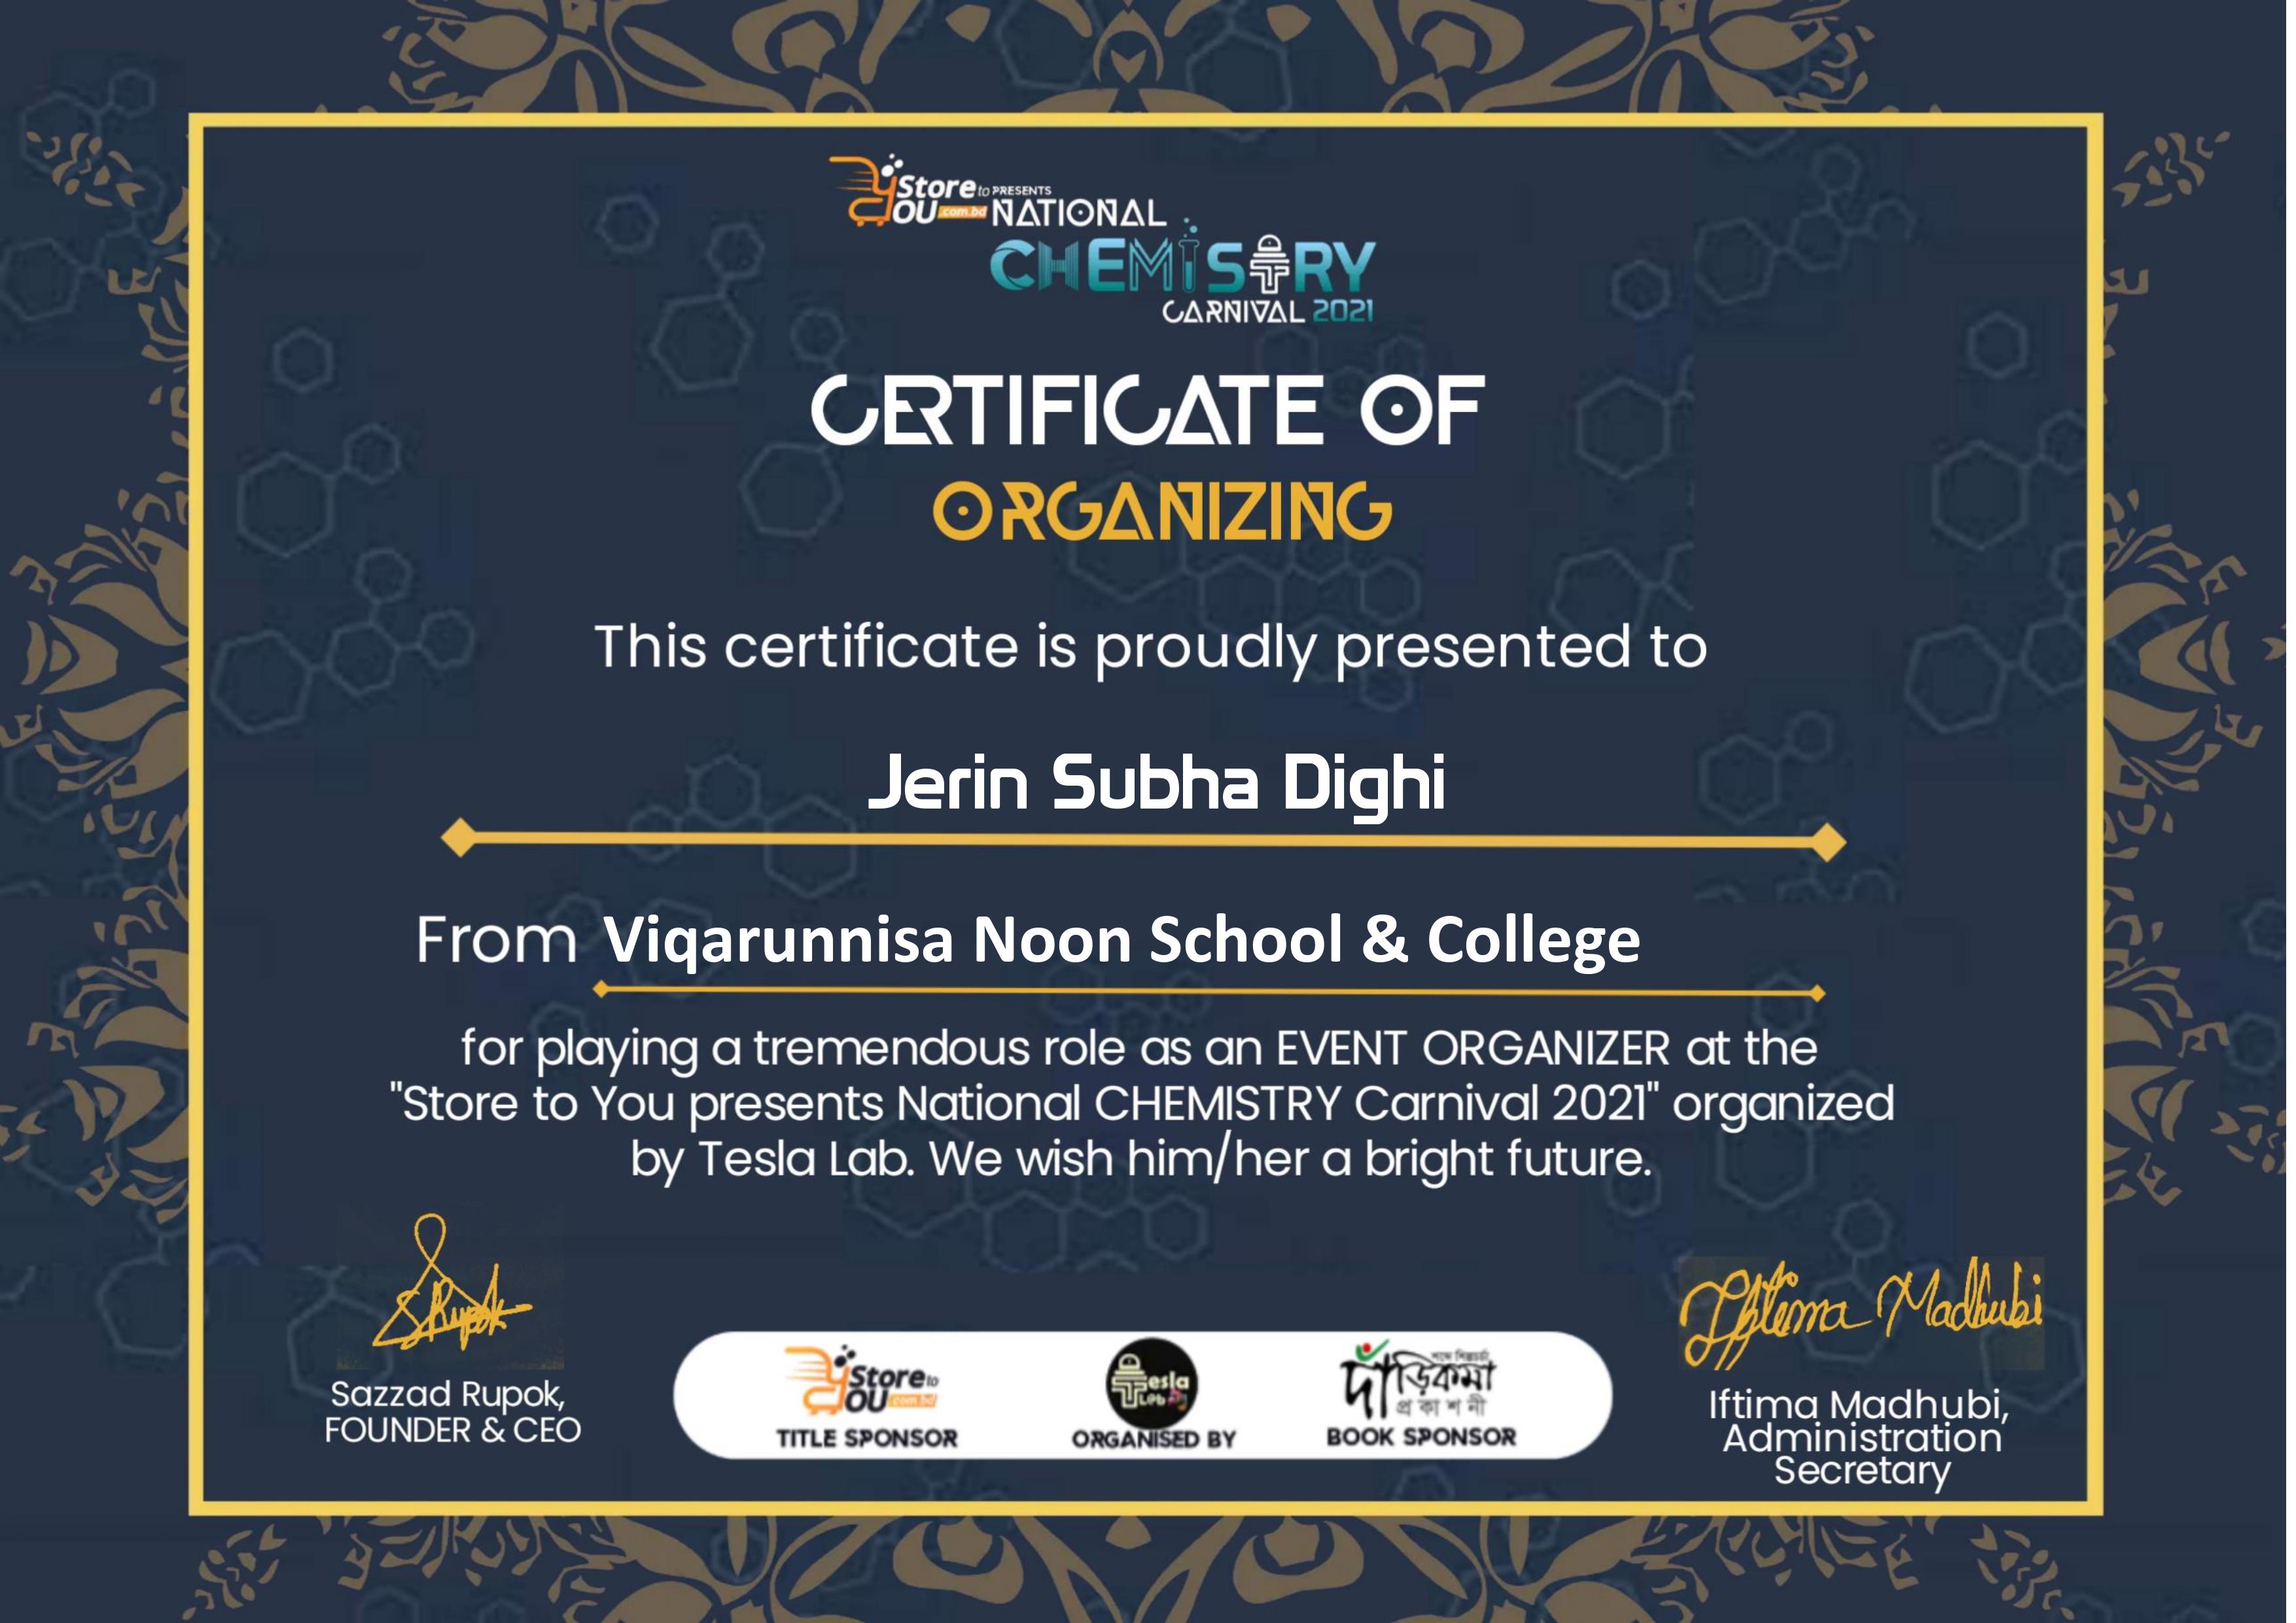 Store to PRESENTS
YOU .com.bd NATIONAL
CHEMISTRY
CARNIVAL 2021
CERTIFICATE OF
ORGANIZING
This certificate is proudly presented to
Jerin Subha Dighi
From Viqarunnisa Noon School & College
for playing a tremendous role as an EVENT ORGANIZER at the
"Store to You presents National CHEMISTRY Carnival 2021" organized
by Tesla Lab. We wish him/her a bright future.
S Rupok
Iftima Madhubi
Sazzad Rupok,
FOUNDER & CEO
Store to
YOU .com.bd
TITLE SPONSOR
Tesla
Lab
ORGANISED BY
দাঁড়িকমা
প্রকাশনী
BOOK SPONSOR
Iftima Madhubi,
Administration
Secretary